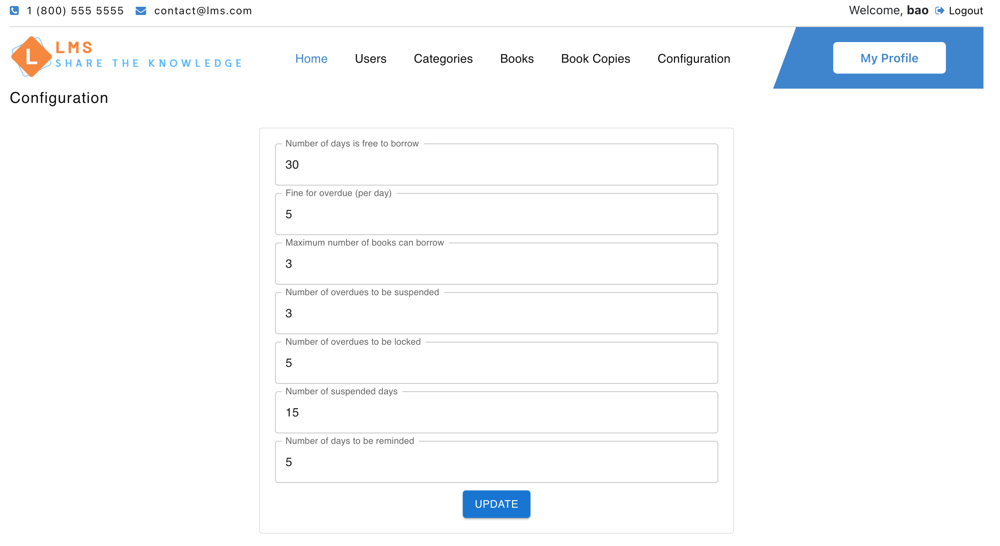 1 (800) 555 5555 contact@lms.com Welcome, bao Logout
L LMS
SHARE THE KNOWLEDGE
Home Users Categories Books Book Copies Configuration My Profile
Configuration
Number of days is free to borrow
30
Fine for overdue (per day)
5
Maximum number of books can borrow
3
Number of overdues to be suspended
3
Number of overdues to be locked
5
Number of suspended days
15
Number of days to be reminded
5
UPDATE